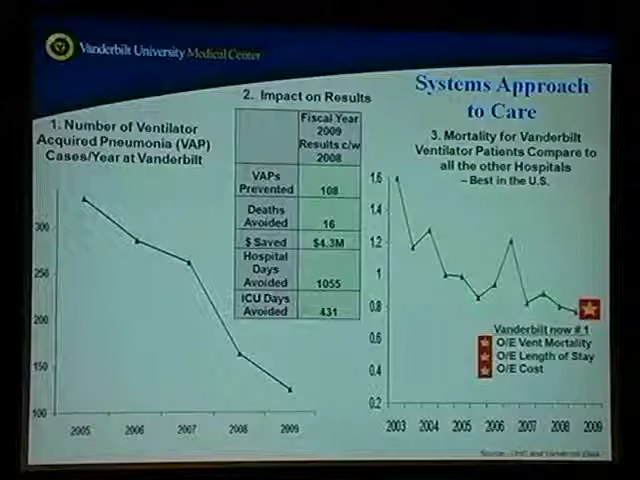 Vanderbilt University Medical Center
Systems Approach
to Care
1. Number of Ventilator
Acquired Pneumonia (VAP)
Cases/Year at Vanderbilt
300
250
200
150
100
2005 2006 2007 2008 2009
2. Impact on Results
Fiscal Year
2009
Results c/w
2008
VAPs
Prevented 108
Deaths
Avoided 16
$ Saved $4.3M
Hospital
Days
Avoided 1055
ICU Days
Avoided 431
3. Mortality for Vanderbilt
Ventilator Patients Compare to
all the other Hospitals
– Best in the U.S.
1.6
1.4
1.2
1
0.8
0.6
0.4
0.2
2003 2004 2005 2006 2007 2008 2009
Vanderbilt now #1
O/E Vent Mortality
O/E Length of Stay
O/E Cost
Source: